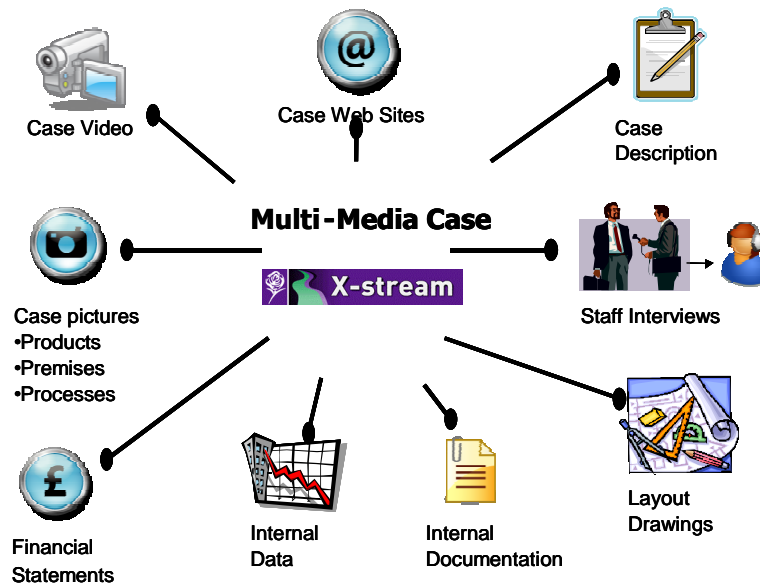 Case Video
Case Web Sites
Case
Description
Multi-Media Case
X-stream
Case pictures
•Products
•Premises
•Processes
Staff Interviews
£
Financial
Statements
Internal
Data
Internal
Documentation
Layout
Drawings
@